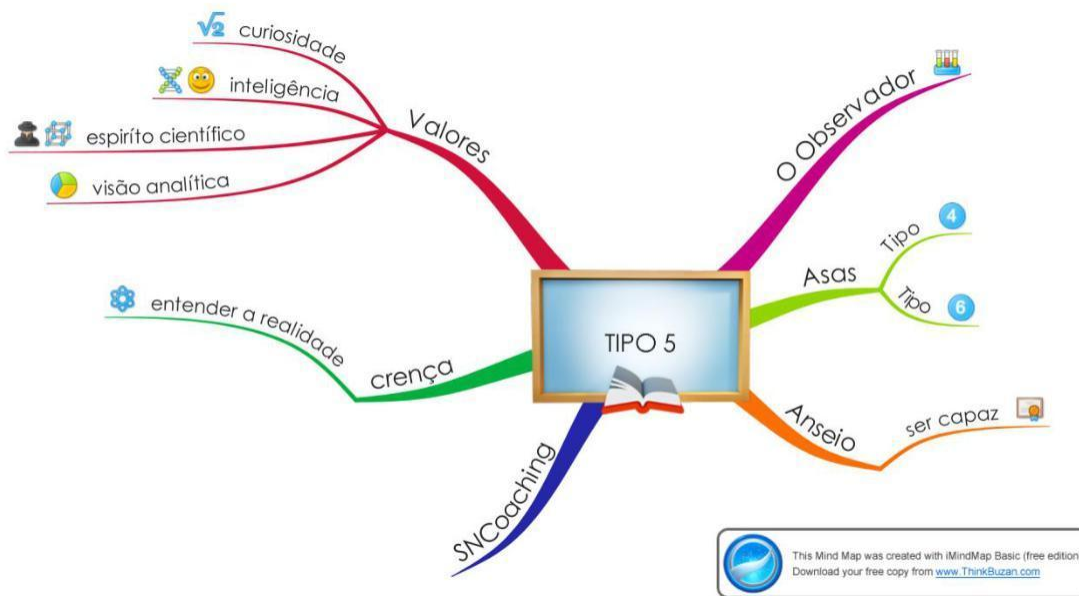 TIPO 5
O Observador
Asas
Tipo 4
Tipo 6
Anseio
ser capaz
SNCoaching
crença
entender a realidade
Valores
√2 curiosidade
inteligência
espiríto científico
visão analítica
This Mind Map was created with iMindMap Basic (free edition
Download your free copy from www.ThinkBuzan.com